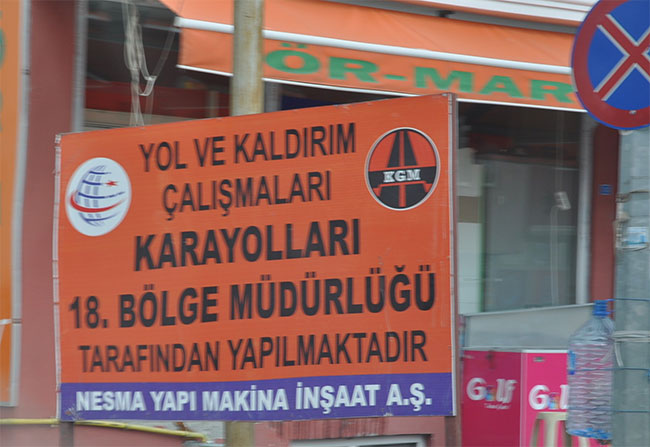 ÖR-MAR
YOL VE KALDIRIM
ÇALIŞMALARI
KGM
KARAYOLLARI
18. BÖLGE MÜDÜRLÜĞÜ
TARAFINDAN YAPILMAKTADIR
NESMA YAPI MAKİNA İNŞAAT A.Ş.
Golf
Golf